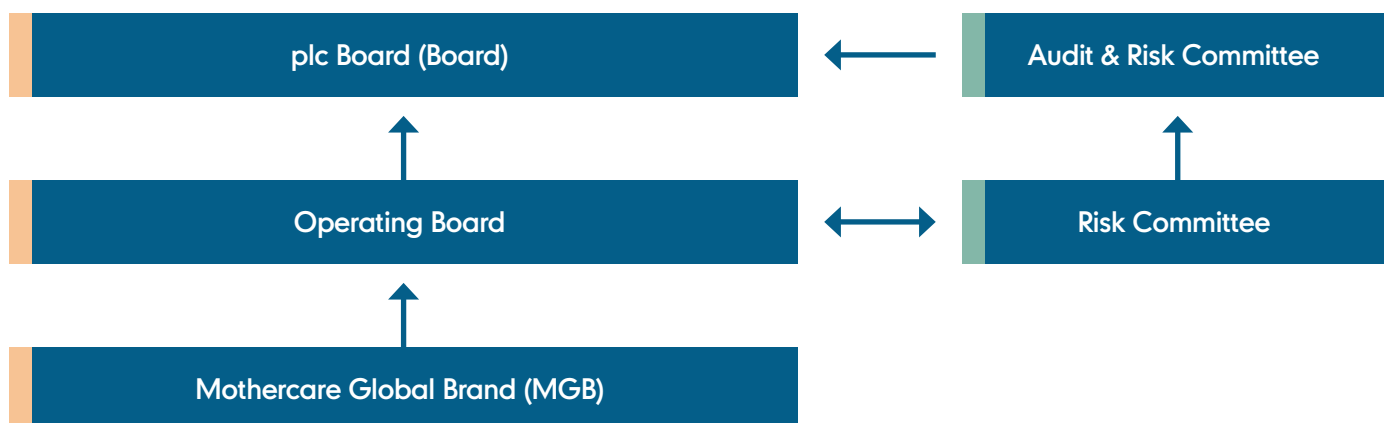 plc Board (Board)
Audit & Risk Committee
Operating Board
Risk Committee
Mothercare Global Brand (MGB)